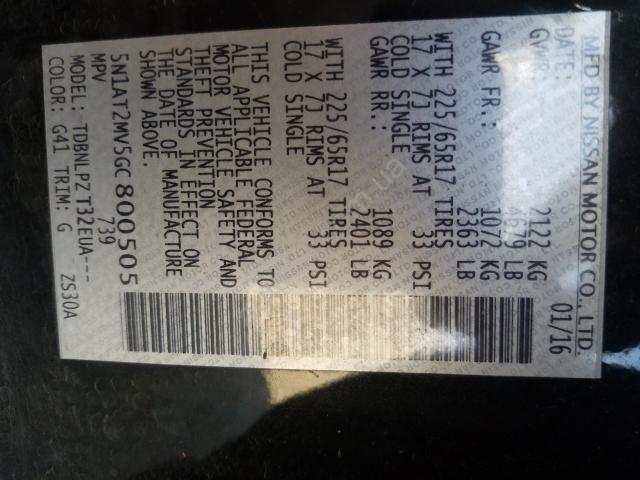 MFD BY NISSAN MOTOR CO., LTD.
DATE: 01/16
GVWR: 2122 KG
4679 LB
GAWR FR.: 1072 KG
2363 LB
WITH 225/65R17 TIRES
17 X 7J RIMS AT 33 PSI
COLD SINGLE
GAWR RR.: 1089 KG
2401 LB
WITH 225/65R17 TIRES
17 X 7J RIMS AT 33 PSI
COLD SINGLE
THIS VEHICLE CONFORMS TO
ALL APPLICABLE FEDERAL
MOTOR VEHICLE SAFETY AND
THEFT PREVENTION
STANDARDS IN EFFECT ON
THE DATE OF MANUFACTURE
SHOWN ABOVE.
5N1AT2MV5GC800505
MPV 739
MODEL: TDBNLPZ T32EUA---
COLOR: G41 TRIM: G ZS30A